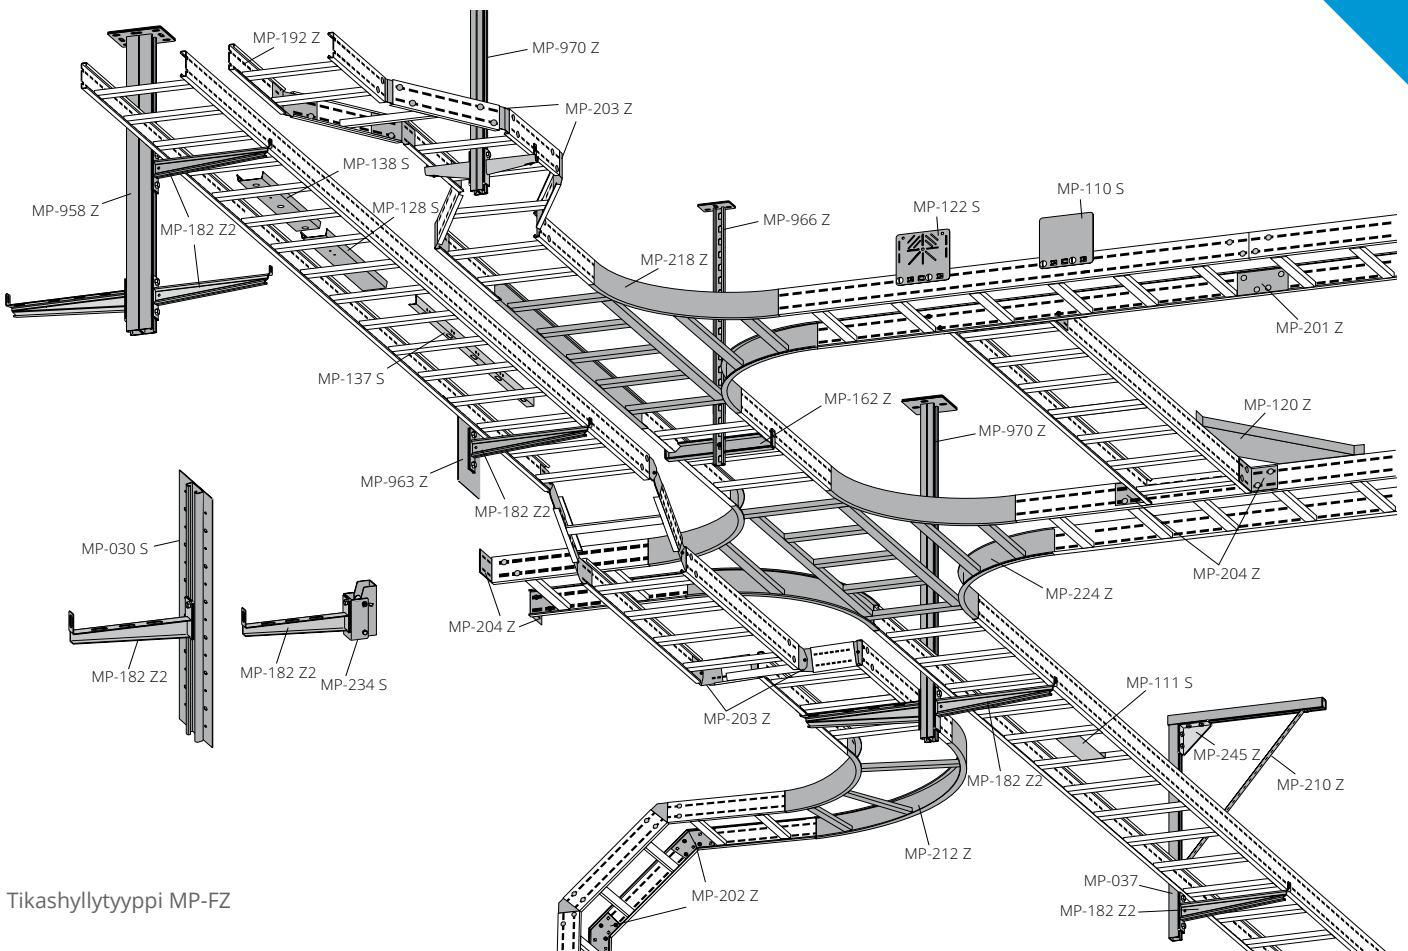 MP-192 Z
MP-970 Z
MP-203 Z
MP-138 S
MP-958 Z
MP-182 Z2
MP-128 S
MP-966 Z
MP-122 S
MP-110 S
MP-218 Z
MP-201 Z
MP-137 S
MP-162 Z
MP-120 Z
MP-970 Z
MP-963 Z
MP-182 Z2
MP-030 S
MP-204 Z
MP-224 Z
MP-204 Z
MP-182 Z2
MP-182 Z2
MP-234 S
MP-203 Z
MP-111 S
MP-245 Z
MP-182 Z2
MP-210 Z
MP-212 Z
MP-202 Z
MP-037
MP-182 Z2
Tikashyllytyyppi MP-FZ